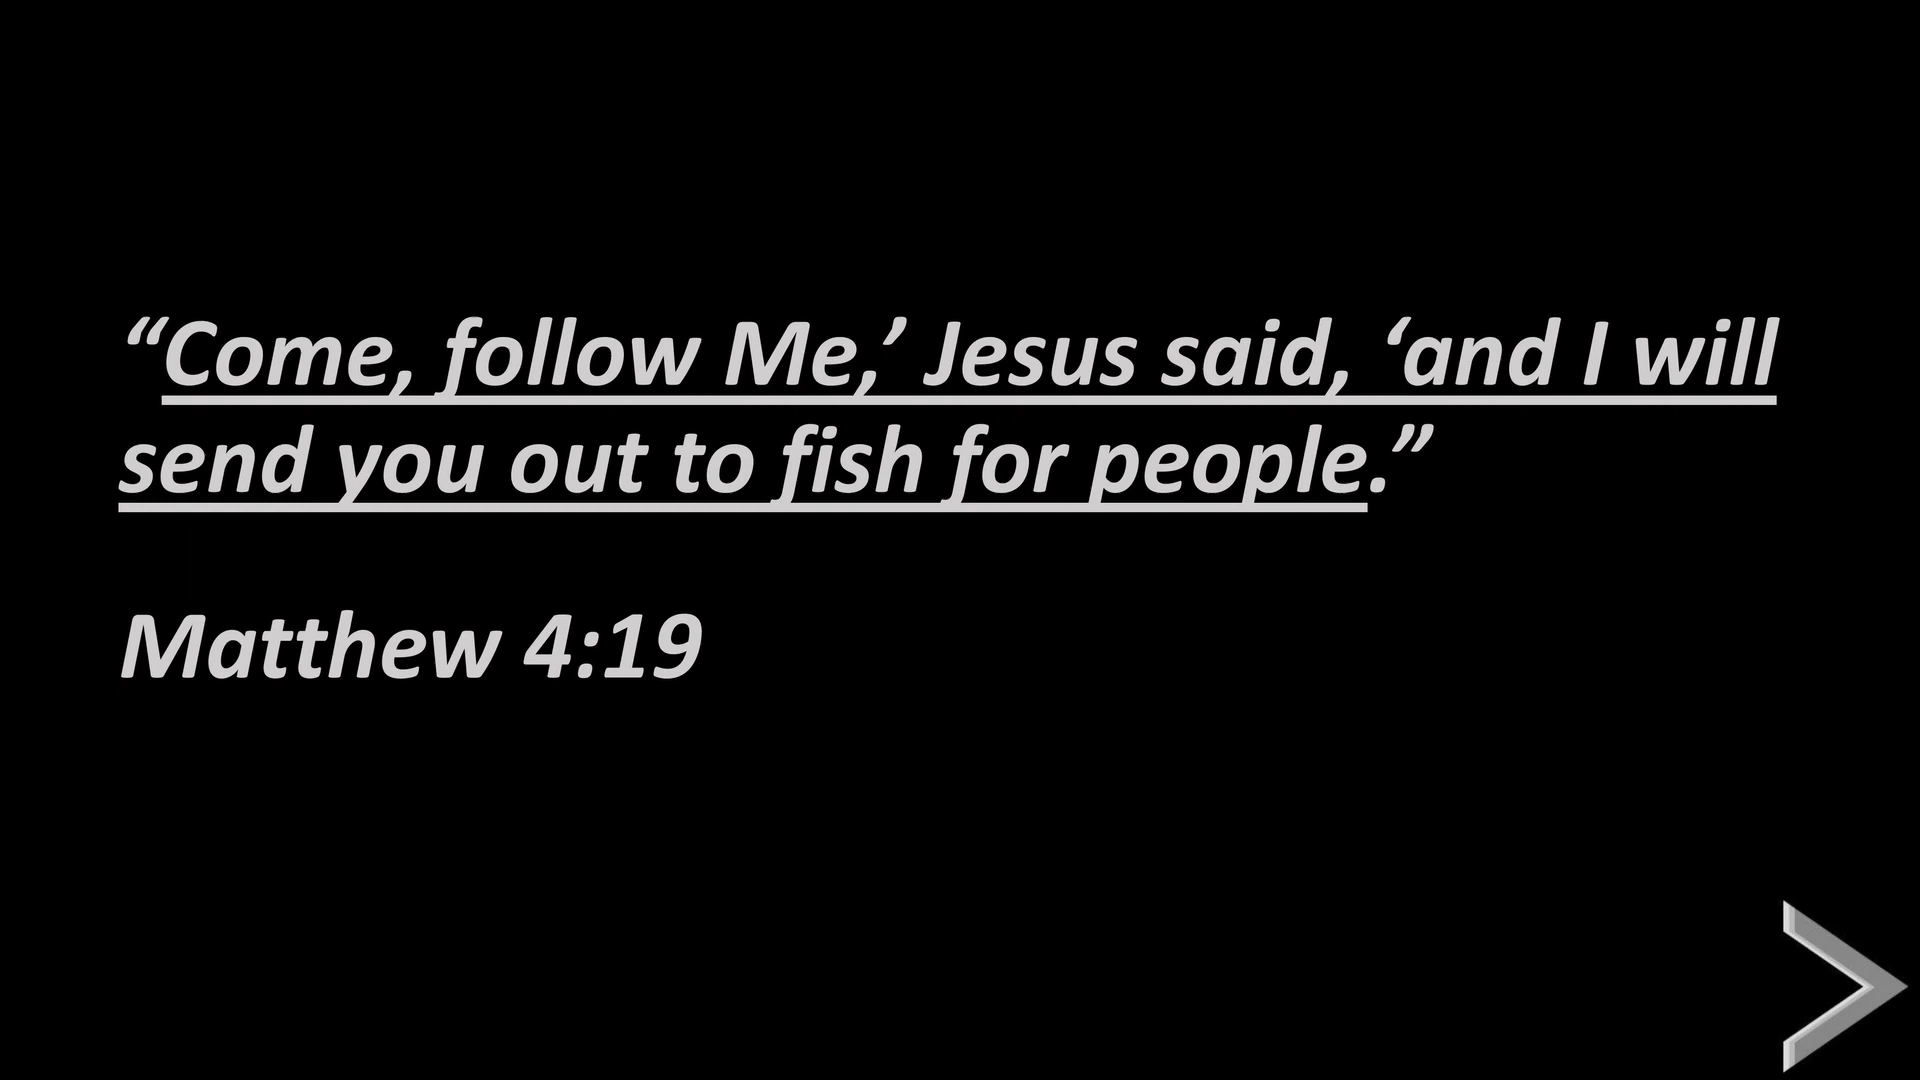 “Come, follow Me,’ Jesus said, ‘and I will
send you out to fish for people.”
Matthew 4:19